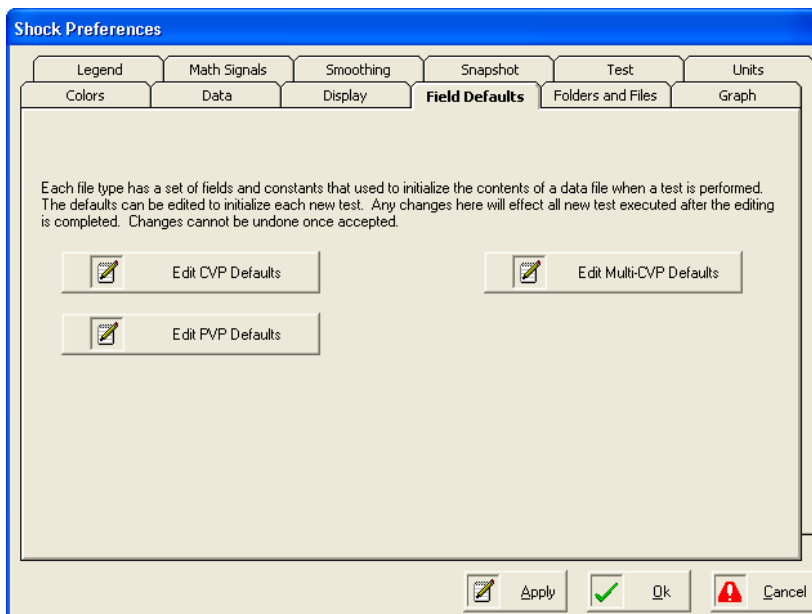 Shock Preferences
Legend Math Signals Smoothing Snapshot Test Units
Colors Data Display Field Defaults Folders and Files Graph
Each file type has a set of fields and constants that used to initialize the contents of a data file when a test is performed.
The defaults can be edited to initialize each new test.  Any changes here will effect all new test executed after the editing
is completed.  Changes cannot be undone once accepted.
Edit CVP Defaults Edit Multi-CVP Defaults
Edit PVP Defaults
Apply Ok Cancel